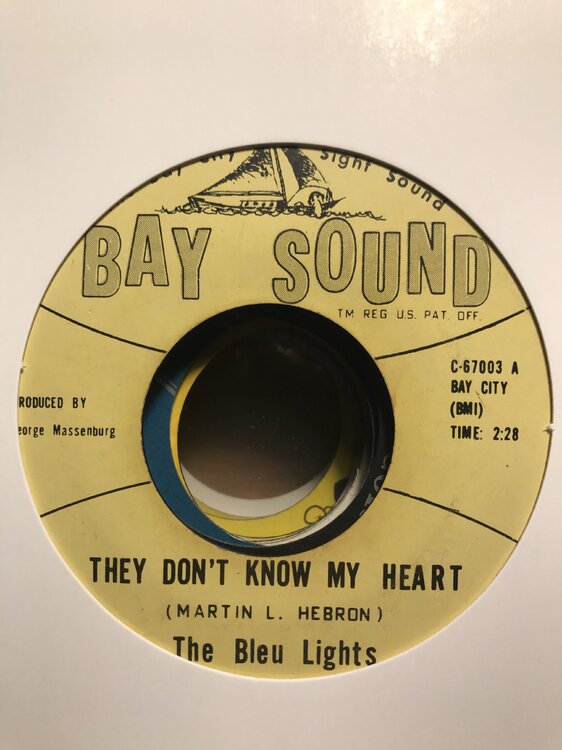 City Sight Sound
BAY SOUND
TM REG U.S. PAT. OFF.
C-67003 A
BAY CITY
(BMI)
TIME: 2:28
RODUCED BY
eorge Massenburg
THEY DON'T KNOW MY HEART
(MARTIN L. HEBRON)
The Bleu Lights